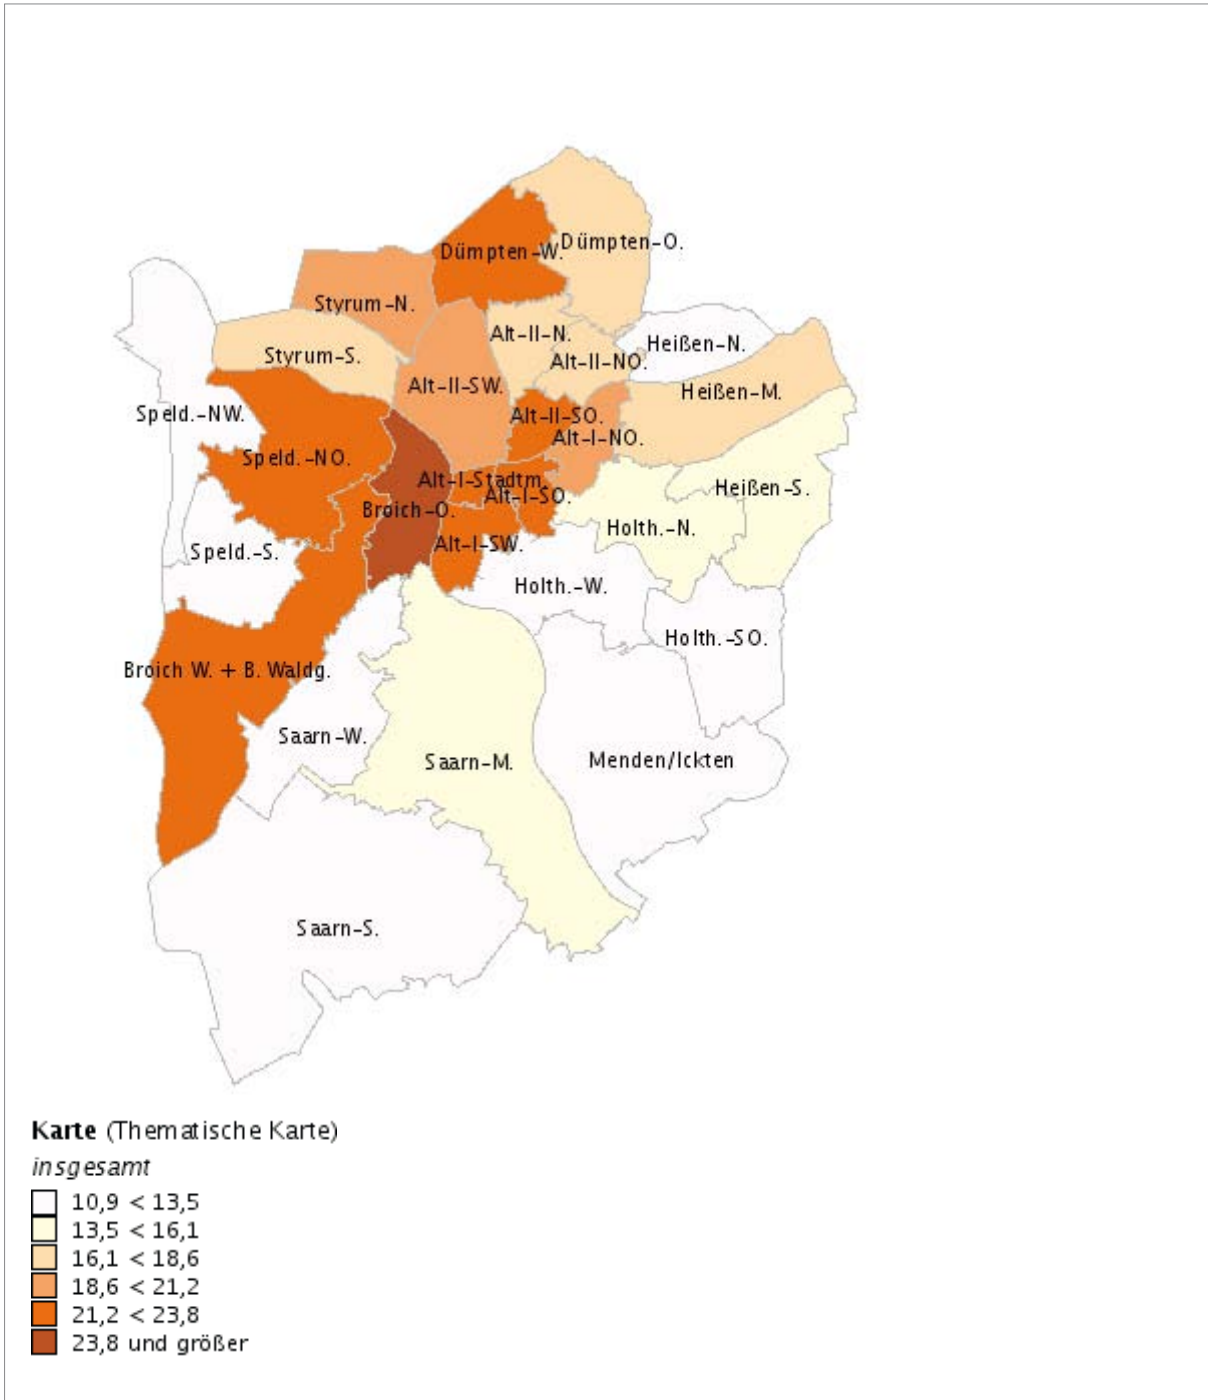 Dümpten-O.
Dümpten-W.
Styrum-N.
Alt-II-N.
Heißen-N.
Styrum-S.
Alt-II-NO.
Alt-II-SW.
Heißen-M.
Speld.-NW.
Alt-II-SO.
Alt-I-NO.
Speld.-NO.
Alt-I-Stadtm.
Heißen-S.
Alt-I-SO.
Broich-O.
Holth.-N.
Alt-I-SW.
Speld.-S.
Holth.-W.
Holth.-SO.
Broich W. + B. Waldg.
Saarn-W.
Saarn-M.
Menden/Ickten
Saarn-S.
Karte (Thematische Karte)
insgesamt
10,9 < 13,5
13,5 < 16,1
16,1 < 18,6
18,6 < 21,2
21,2 < 23,8
23,8 und größer